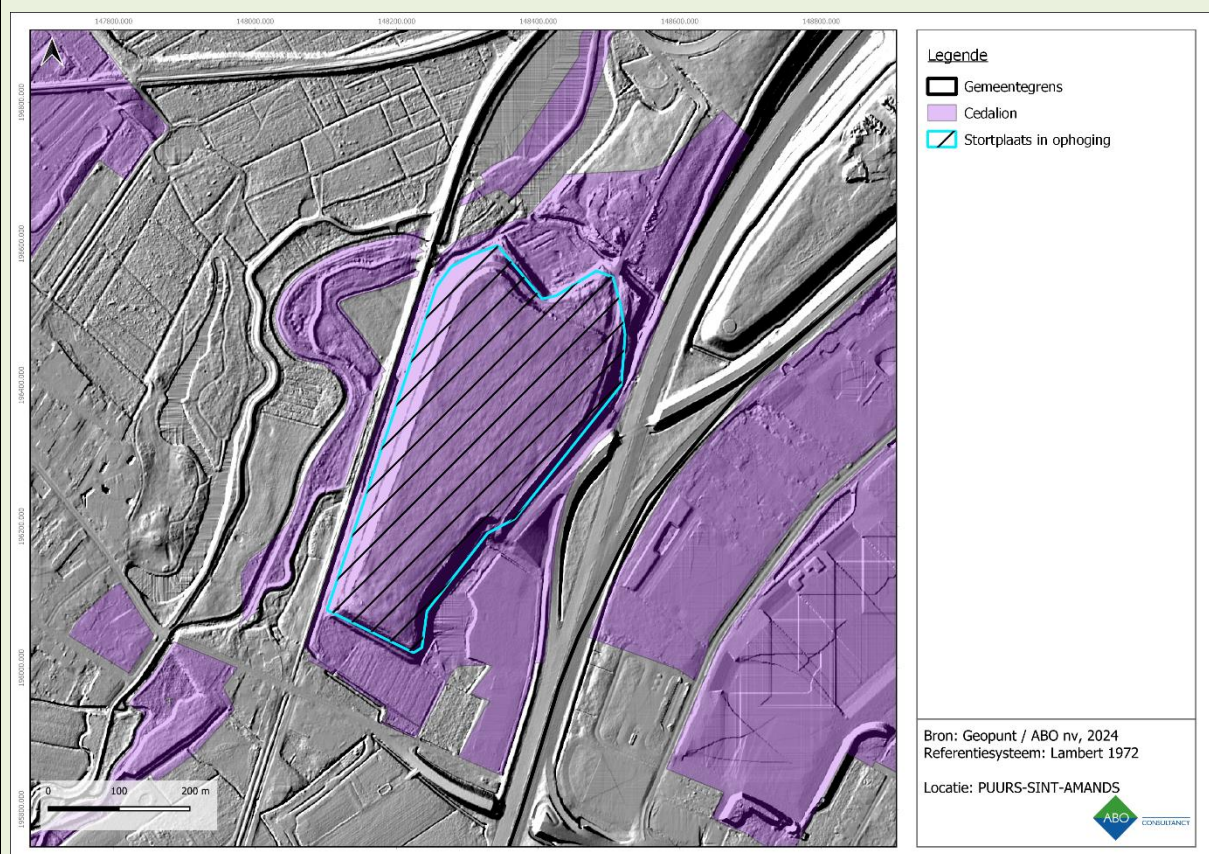 147800.000 148000.000 148200.000 148400.000 148600.000 148800.000
196800.000
196600.000
196400.000
196200.000
196000.000
195800.000
0 100 200 m
Legende
Gemeentegrens
Cedalion
Stortplaats in ophoging
Bron: Geopunt / ABO nv, 2024
Referentiesysteem: Lambert 1972
Locatie: PUURS-SINT-AMANDS
ABO CONSULTANCY